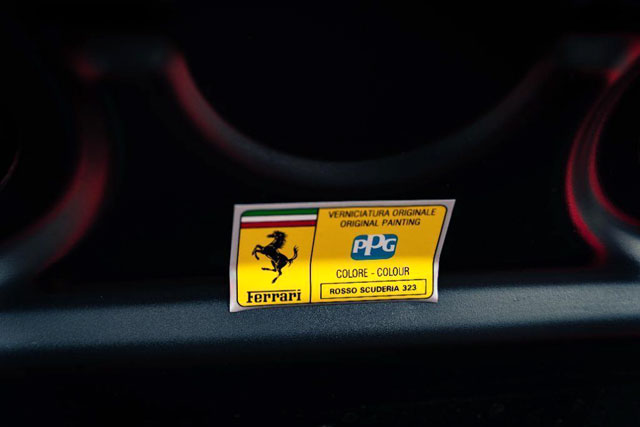 Ferrari
VERNICIATURA ORIGINALE
ORIGINAL PAINTING
PPG
COLORE - COLOUR
ROSSO SCUDERIA 323